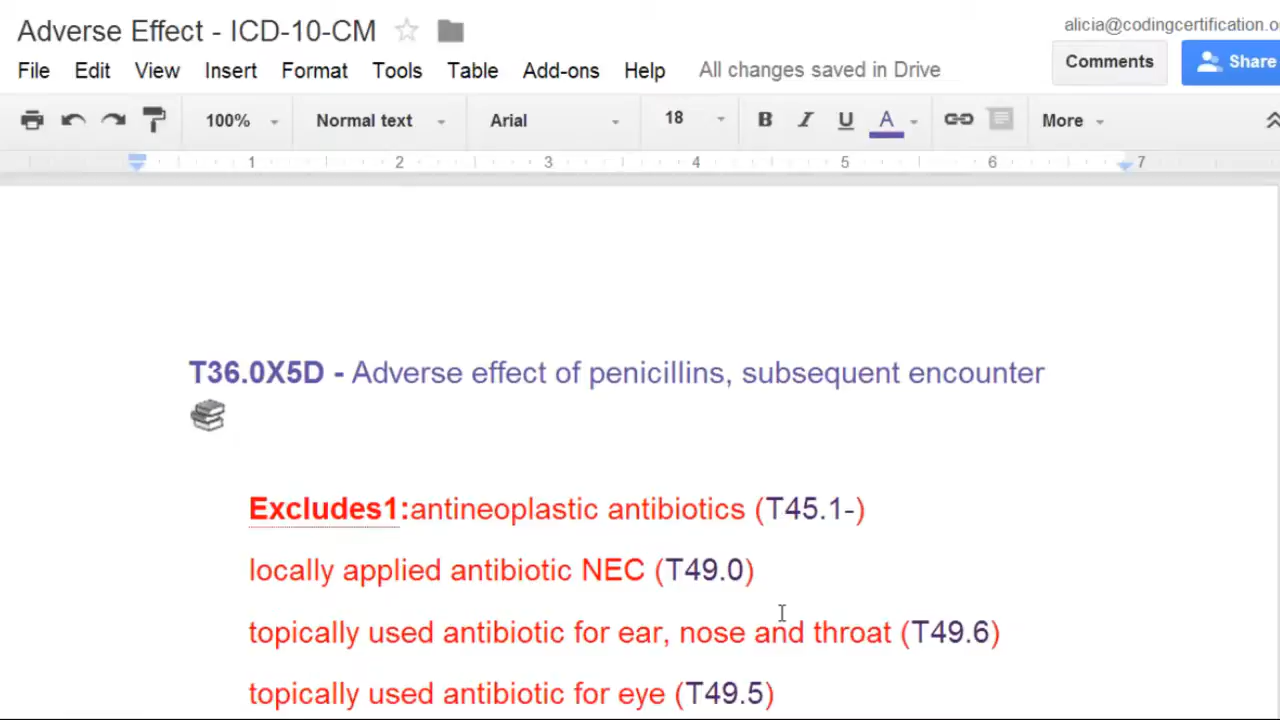 Adverse Effect - ICD-10-CM
alicia@codingcertification.o
File Edit View Insert Format Tools Table Add-ons Help All changes saved in Drive
Comments Share
100% Normal text Arial 18 B I U A More
1 2 3 4 5 6 7
T36.0X5D - Adverse effect of penicillins, subsequent encounter
Excludes1:antineoplastic antibiotics (T45.1-)
locally applied antibiotic NEC (T49.0)
topically used antibiotic for ear, nose and throat (T49.6)
topically used antibiotic for eye (T49.5)